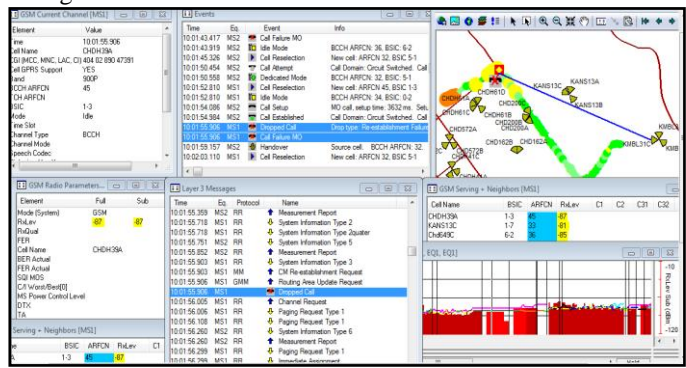 GSM Current Channel [MS1]
Element Value
Time 10:01:55.906
Cell Name CHDH39A
CGI (MCC, MNC, LAC, CI) 404 02 890 47391
Cell GPRS Support YES
Band 900P
BCCH ARFCN 45
TCH ARFCN
BSIC 1-3
Mode Idle
Time Slot
Channel Type BCCH
Channel Mode
Speech Codec
Events
Time Eq. Event Info
10:01:43.417 MS2 Call Failure MO
10:01:43.919 MS2 Idle Mode BCCH ARFCN: 36, BSIC: 6-2
10:01:45.326 MS2 Cell Reselection New cell: ARFCN 32, BSIC 5-1
10:01:50.454 MS2 Call Attempt Call Domain: Circuit Switched. Call
10:01:50.558 MS2 Dedicated Mode BCCH ARFCN: 32, BSIC: 5-1
10:01:52.810 MS1 Cell Reselection New cell: ARFCN 45, BSIC 1-3
10:01:52.810 MS1 Idle Mode BCCH ARFCN: 34, BSIC: 0-2
10:01:54.086 MS2 Call Setup MO call, setup time: 3632 ms, Setu
10:01:54.984 MS2 Call Established Call Domain: Circuit Switched. Call
10:01:55.906 MS1 Dropped Call Drop type: Re-establishment Failure
10:01:55.906 MS1 Call Failure MO
10:01:59.157 MS2 Handover Source cell: BCCH ARFCN: 32,
10:02:03.110 MS1 Cell Reselection New cell: ARFCN 32, BSIC 5-1
KANS13A
KANS13C
KANS13B
CHDH61D
CHDH61B
CHD200A
CHD162B
CHD162A
KMBL31C
GSM Radio Parameters...
Element Full Sub
Mode (System) GSM
RxLev -87 -87
RxQual
FER
Cell Name CHDH39A
BER Actual
FER Actual
SQI MOS
C/I Worst/Best[0]
MS Power Control Level
DTX
TA
Serving + Neighbors [MS1]
BSIC ARFCN RxLev C1
1-3 45 -87
Layer 3 Messages
Time Eq. Protocol Name
10:01:55.359 MS2 RR Measurement Report
10:01:55.718 MS1 RR System Information Type 2
10:01:55.718 MS1 RR System Information Type 2quater
10:01:55.751 MS2 RR System Information Type 5
10:01:55.852 MS2 RR Measurement Report
10:01:55.903 MS1 RR System Information Type 3
10:01:55.903 MS1 MM CM Re-establishment Request
10:01:55.906 MS1 GMM Routing Area Update Request
10:01:55.906 MS1 Dropped Call
10:01:56.005 MS1 RR Channel Request
10:01:56.006 MS1 RR Paging Request Type 1
10:01:56.108 MS1 RR Paging Request Type 1
10:01:56.260 MS2 RR System Information Type 6
10:01:56.260 MS2 RR Measurement Report
10:01:56.299 MS1 RR Paging Request Type 1
10:01:56.299 MS1 RR Immediate Assignment
GSM Serving + Neighbors [MS1]
Cell Name BSIC ARFCN RxLev C1 C2 C31 C32
CHDH39A 1-3 45 -87
KANS13C 1-7 33 -81
Chd649C 6-2 36 -85
, EQ1, EQ1]
-10
RxLev Sub (dBm)
-120